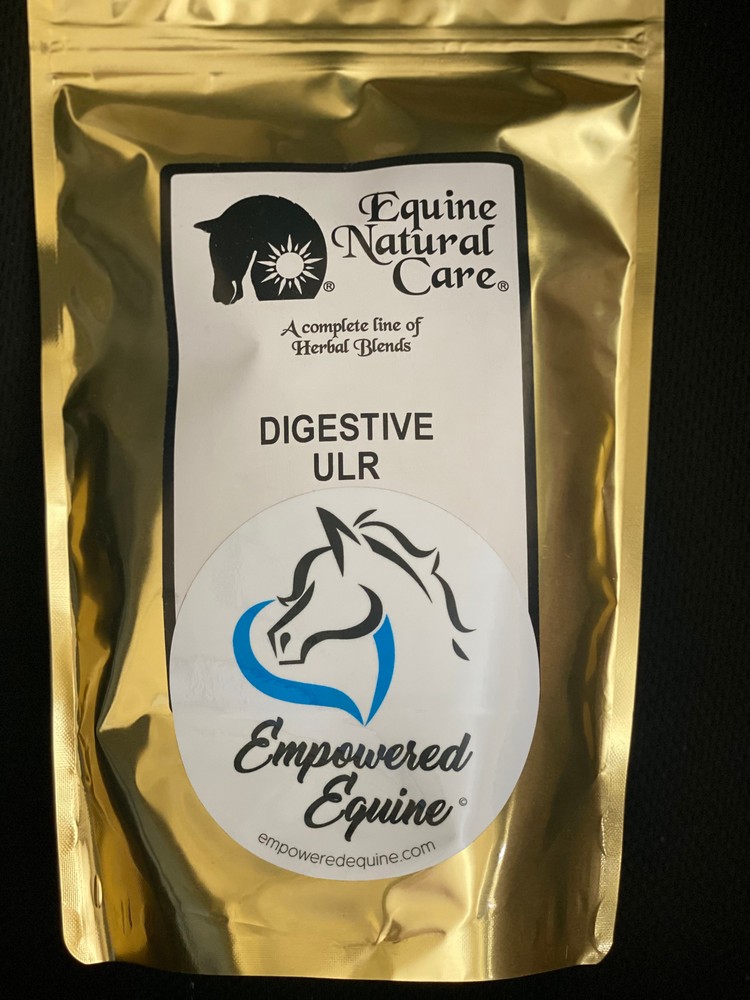 Equine
Natural
Care®
®
A complete line of
Herbal Blends
DIGESTIVE
ULR
Empowered
Equine©
empoweredequine.com